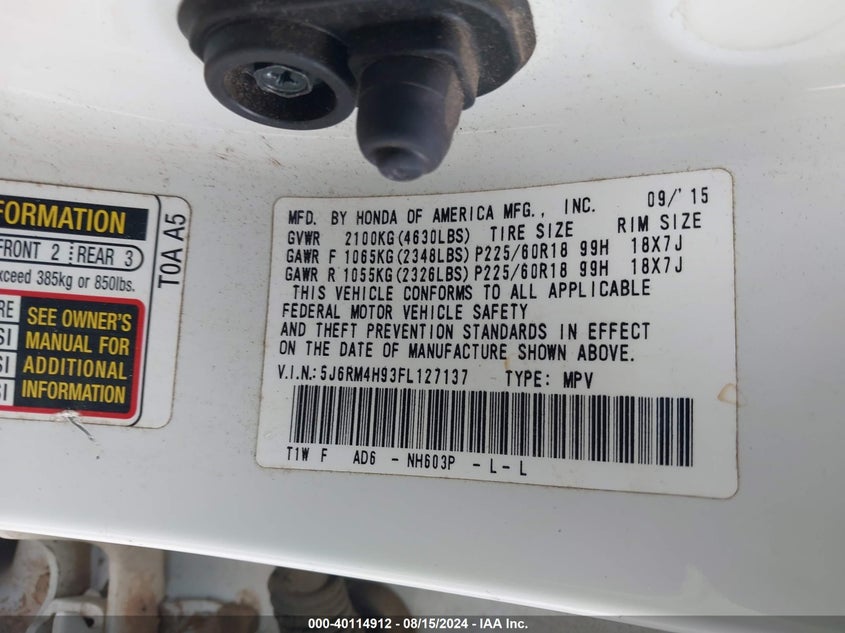 FORMATION
FRONT 2 REAR 3
xceed 385kg or 850lbs.
RE
SI
SI
SI
SEE OWNER'S
MANUAL FOR
ADDITIONAL
INFORMATION
T0A A5
MFD. BY HONDA OF AMERICA MFG., INC. 09/'15
GVWR 2100KG(4630LBS) TIRE SIZE RIM SIZE
GAWR F 1065KG(2348LBS) P225/60R18 99H 18X7J
GAWR R 1055KG(2326LBS) P225/60R18 99H 18X7J
THIS VEHICLE CONFORMS TO ALL APPLICABLE
FEDERAL MOTOR VEHICLE SAFETY
AND THEFT PREVENTION STANDARDS IN EFFECT
ON THE DATE OF MANUFACTURE SHOWN ABOVE.
V.I.N.:5J6RM4H93FL127137 TYPE: MPV
T1W F AD6 - NH603P - L - L
000-40114912 - 08/15/2024 - IAA Inc.